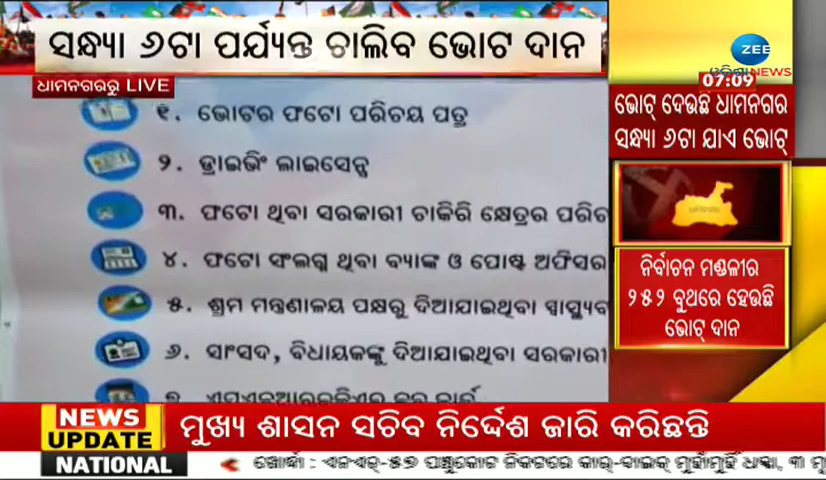 ସନ୍ଧ୍ୟା ୬ଟା ପର୍ଯ୍ୟନ୍ତ ଚାଲିବ ଭୋଟ ଦାନ
ଧାମନଗରରୁ LIVE
୧. ଭୋଟର ଫଟୋ ପରିଚୟ ପତ୍ର
୨. ଡ୍ରାଇଭିଂ ଲାଇସେନ୍ସ
୩. ଫଟୋ ଥିବା ସରକାରୀ ଚାକିରି କ୍ଷେତ୍ରର
୪. ଫଟୋ ସଂଲଗ୍ନ ଥିବା ବ୍ୟାଙ୍କ ଓ ପୋଷ୍ଟ ଅଫିସର
୫. ଶ୍ରମ ମନ୍ତ୍ରଣାଳୟ ପକ୍ଷରୁ ଦିଆଯାଇଥିବା
୬. ସାଂସଦ, ବିଧାୟକଙ୍କୁ ଦିଆଯାଇଥିବା ସରକାରୀ
ZEE
ଓଡ଼ିଶା NEWS
07:09
ଭୋଟ୍ ଦେଉଛି ଧାମନଗର
ସନ୍ଧ୍ୟା ୬ଟା ଯାଏ ଭୋଟ୍
ନିର୍ବାଚନ ମଣ୍ଡଳୀର
୨୫୨ ବୁଥରେ ହେଉଛି
ଭୋଟ୍ ଦାନ
NEWS
UPDATE
ମୁଖ୍ୟ ଶାସନ ସଚିବ ନିର୍ଦ୍ଦେଶ ଜାରି କରିଛନ୍ତି
NATIONAL